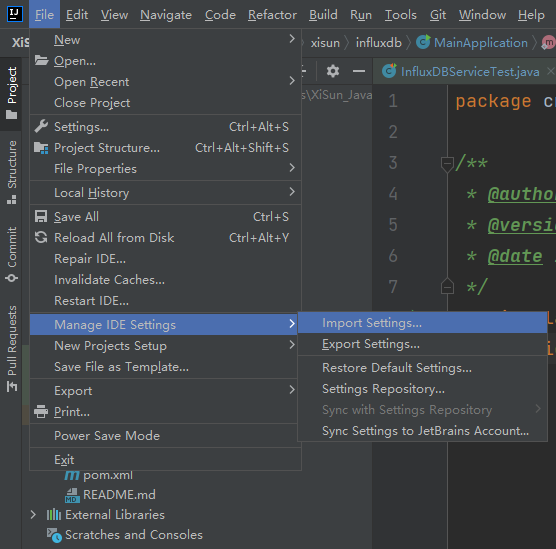 File Edit View Navigate Code Refactor Build Run Tools Git Window Help
xisun influxdb MainApplication
New
Open...
Open Recent
Close Project
Settings... Ctrl+Alt+S
Project Structure... Ctrl+Alt+Shift+S
File Properties
Local History
Save All Ctrl+S
Reload All from Disk Ctrl+Alt+Y
Repair IDE...
Invalidate Caches...
Restart IDE...
Manage IDE Settings
New Projects Setup
Save File as Template...
Export
Print...
Power Save Mode
Exit
Import Settings...
Export Settings...
Restore Default Settings...
Settings Repository...
Sync with Settings Repository
Sync Settings to JetBrains Account...
Project
Structure
Commit
Pull Requests
s\XiSun_Java
pom.xml
README.md
External Libraries
Scratches and Consoles
InfluxDBServiceTest.java
1 package c
2
3 /**
4 * @author
5 * @versi
6 * @date
7 */